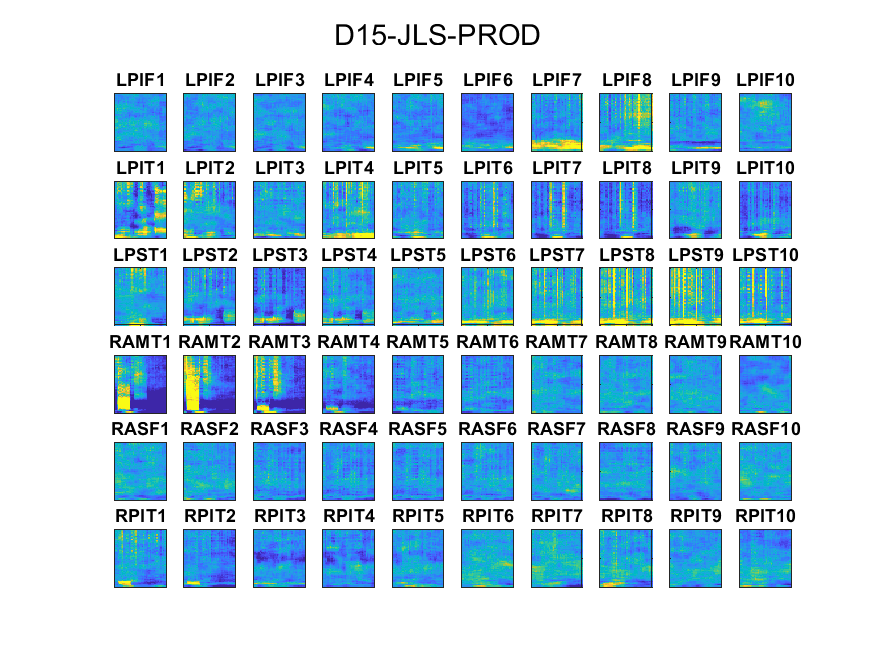 D15-JLS-PROD
LPIF1 LPIF2 LPIF3 LPIF4 LPIF5 LPIF6 LPIF7 LPIF8 LPIF9 LPIF10
LPIT1 LPIT2 LPIT3 LPIT4 LPIT5 LPIT6 LPIT7 LPIT8 LPIT9 LPIT10
LPST1 LPST2 LPST3 LPST4 LPST5 LPST6 LPST7 LPST8 LPST9 LPST10
RAMT1 RAMT2 RAMT3 RAMT4 RAMT5 RAMT6 RAMT7 RAMT8 RAMT9 RAMT10
RASF1 RASF2 RASF3 RASF4 RASF5 RASF6 RASF7 RASF8 RASF9 RASF10
RPIT1 RPIT2 RPIT3 RPIT4 RPIT5 RPIT6 RPIT7 RPIT8 RPIT9 RPIT10